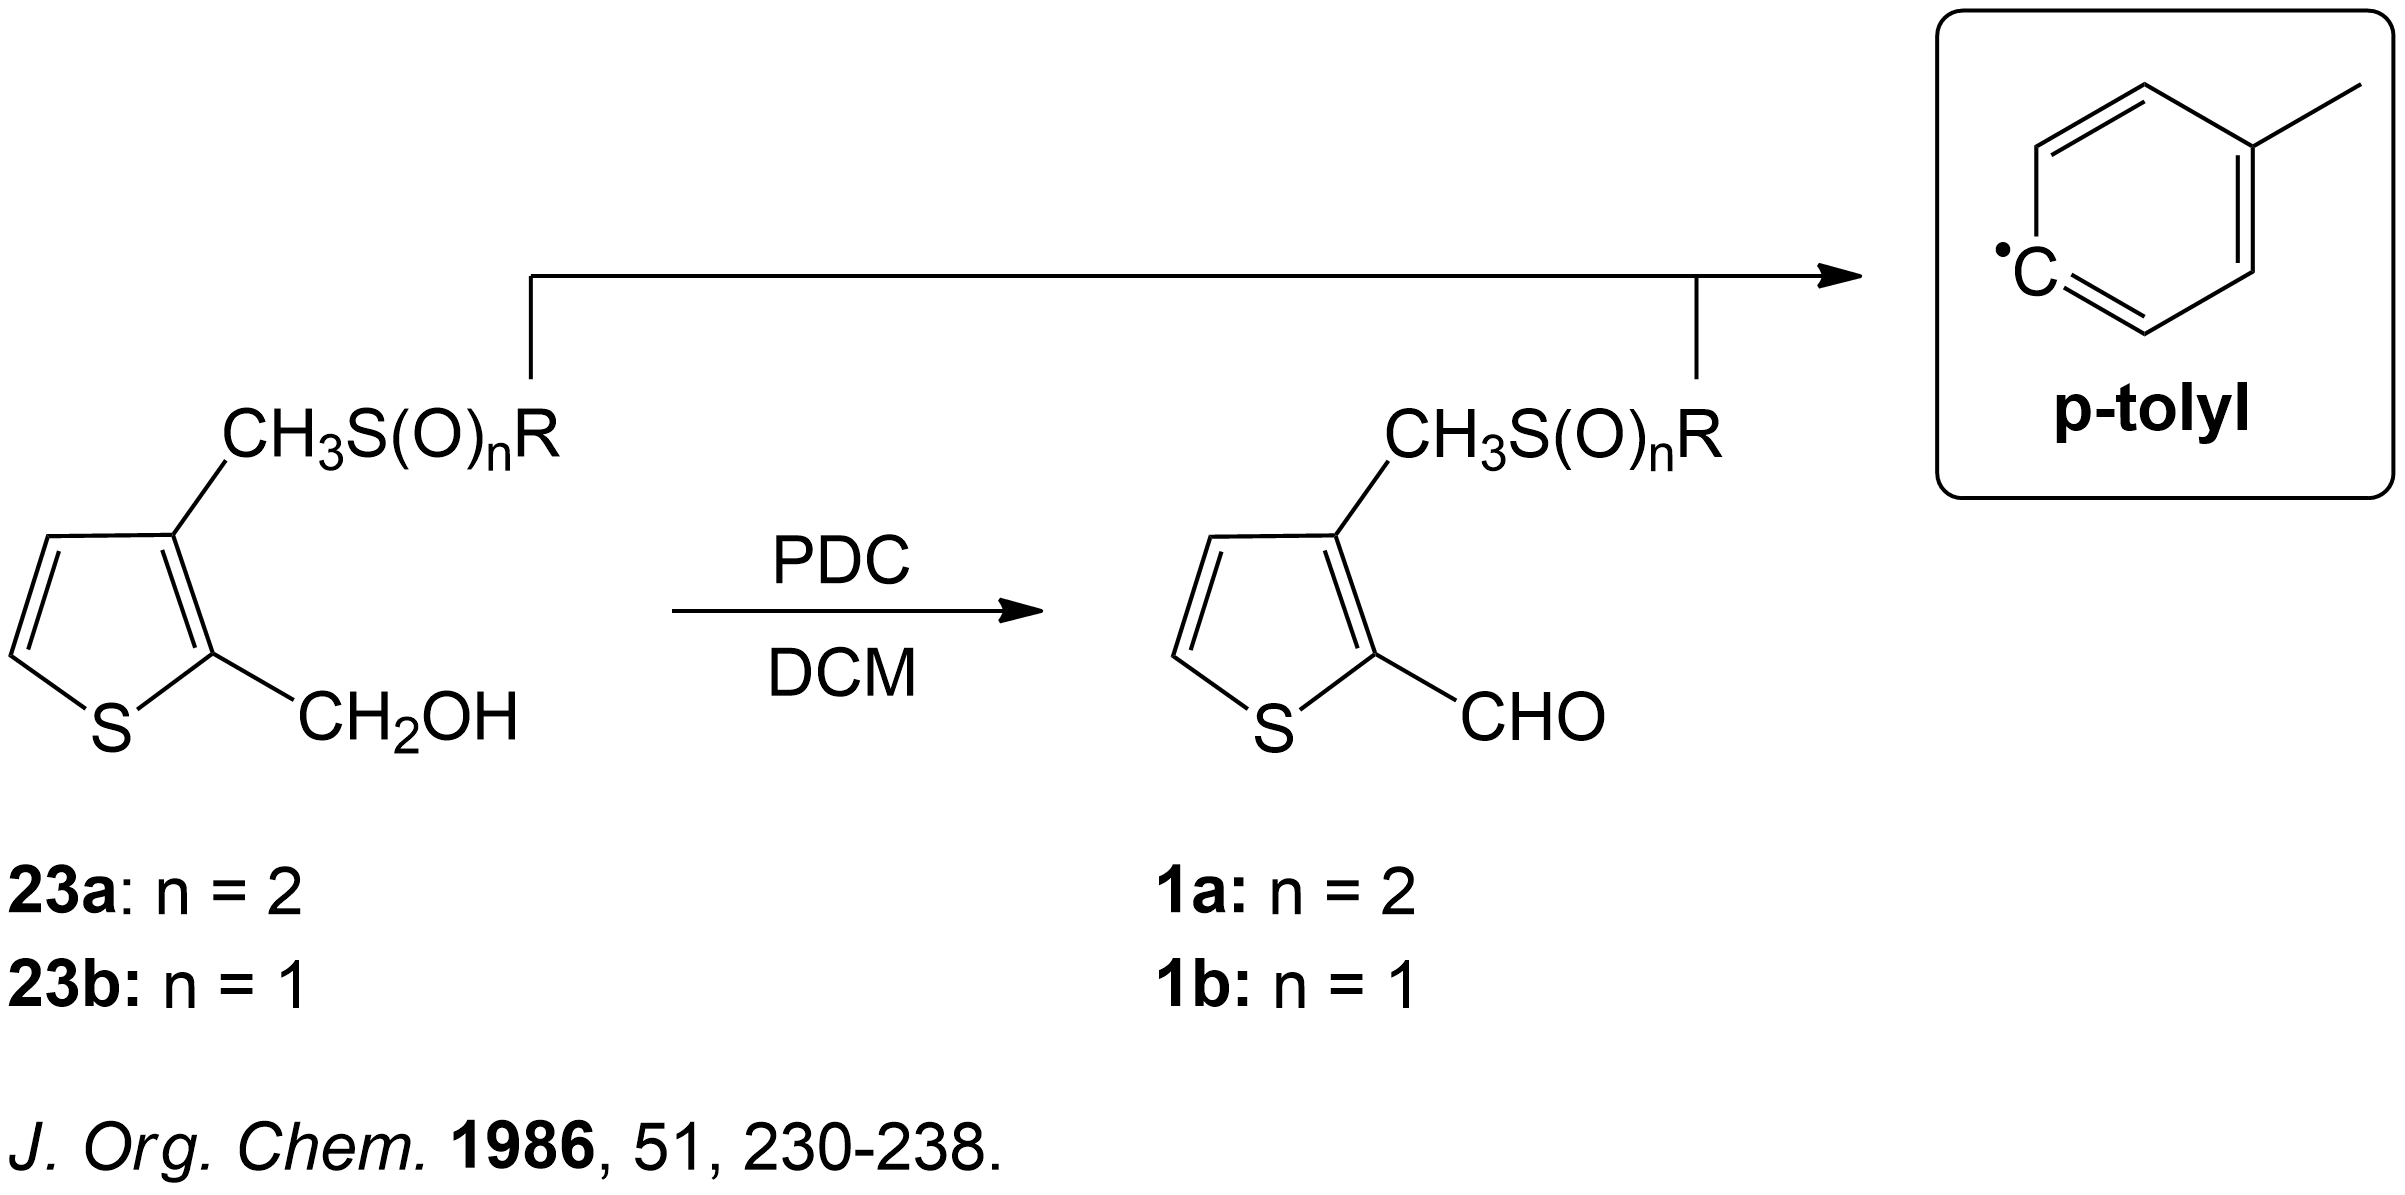 •C
p-tolyl
CH₃S(O)ₙR
CH₃S(O)ₙR
PDC
DCM
S
CH₂OH
S
CHO
23a: n = 2
1a: n = 2
23b: n = 1
1b: n = 1
J. Org. Chem. 1986, 51, 230-238.